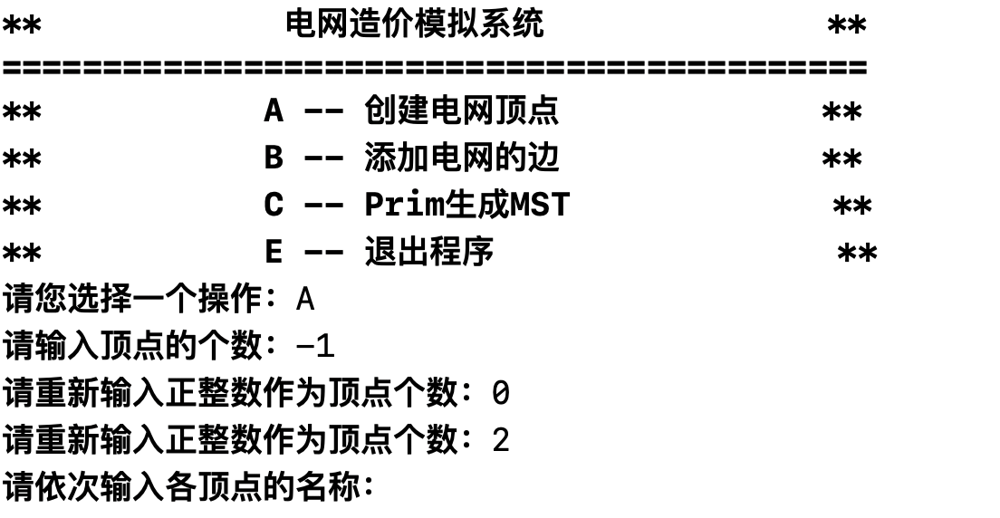 ** 电网造价模拟系统 **
===========================================
** A -- 创建电网顶点 **
** B -- 添加电网的边 **
** C -- Prim生成MST **
** E -- 退出程序 **
请您选择一个操作：A
请输入顶点的个数：-1
请重新输入正整数作为顶点个数：0
请重新输入正整数作为顶点个数：2
请依次输入各顶点的名称：